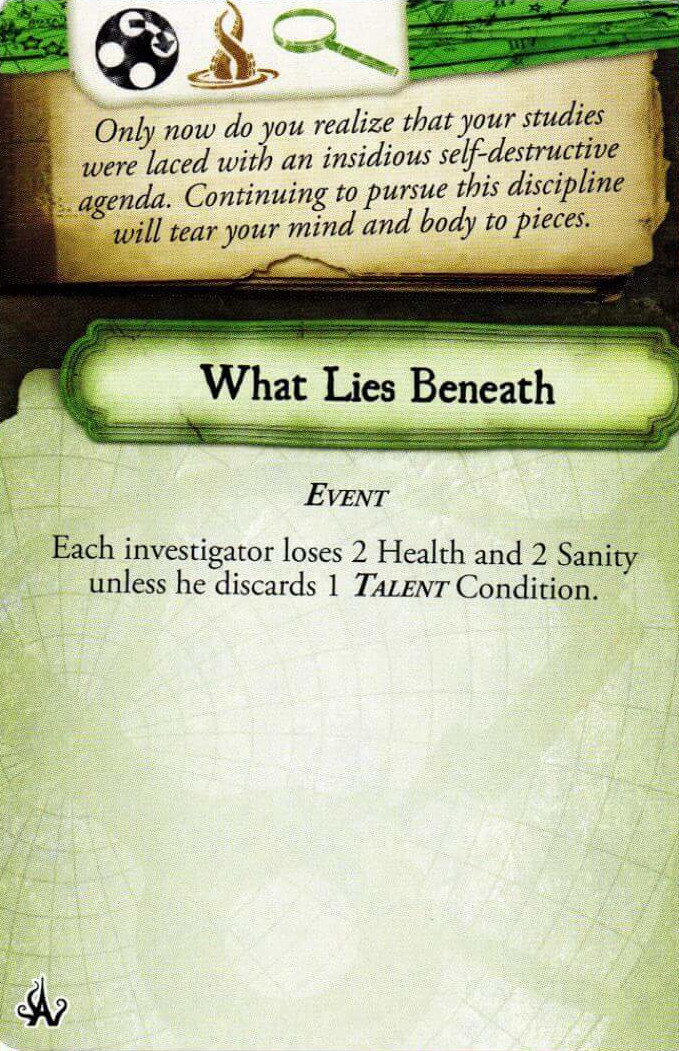 Only now do you realize that your studies
were laced with an insidious self-destructive
agenda. Continuing to pursue this discipline
will tear your mind and body to pieces.
What Lies Beneath
EVENT
Each investigator loses 2 Health and 2 Sanity
unless he discards 1 TALENT Condition.